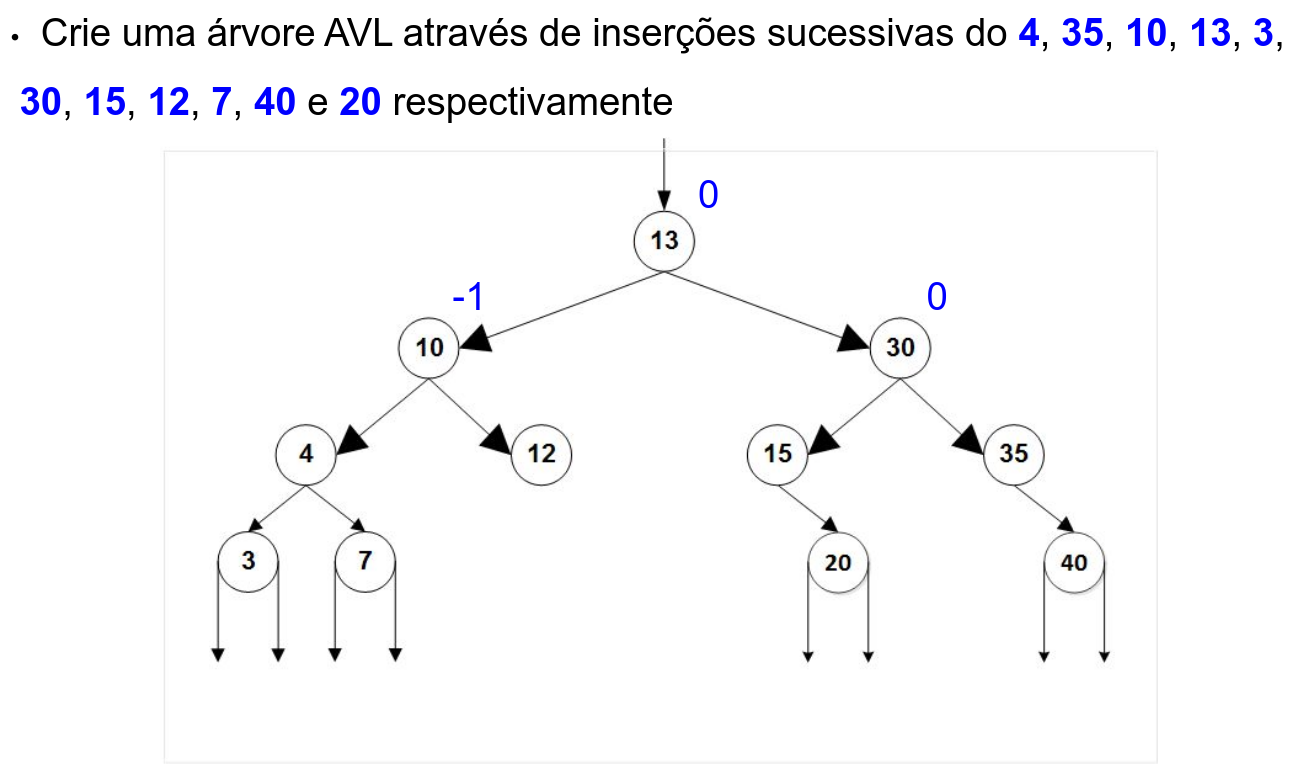 • Crie uma árvore AVL através de inserções sucessivas do 4, 35, 10, 13, 3,
30, 15, 12, 7, 40 e 20 respectivamente
0
13
-1 0
10 30
4 12 15 35
3 7 20 40